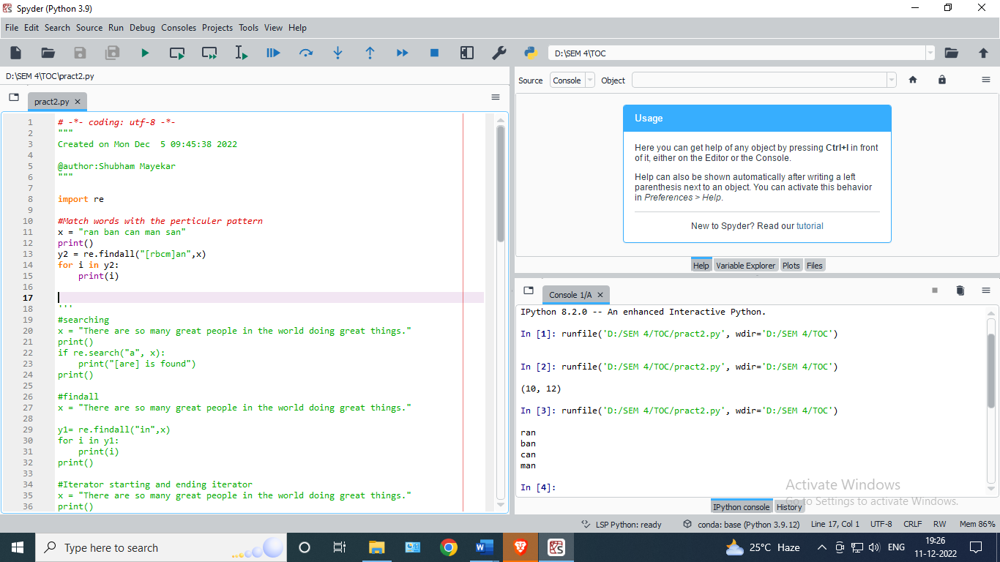 Spyder (Python 3.9)
File Edit Search Source Run Debug Consoles Projects Tools View Help
D:\SEM 4\TOC
D:\SEM 4\TOC\pract2.py
pract2.py
1 # -*- coding: utf-8 -*-
2 """
3 Created on Mon Dec  5 09:45:38 2022
4
5 @author:Shubham Mayekar
6 """
7
8 import re
9
10 #Match words with the perticuler pattern
11 x = "ran ban can man san"
12 print()
13 y2 = re.findall("[rbcm]an",x)
14 for i in y2:
15     print(i)
16
17
18 '''
19 #searching
20 x = "There are so many great people in the world doing great things."
21 print()
22 if re.search("a", x):
23     print("[are] is found")
24 print()
25
26 #findall
27 x = "There are so many great people in the world doing great things."
28
29 y1= re.findall("in",x)
30 for i in y1:
31     print(i)
32 print()
33
34 #Iterator starting and ending iterator
35 x = "There are so many great people in the world doing great things."
36 print()
Source Console Object
Usage
Here you can get help of any object by pressing Ctrl+I in front
of it, either on the Editor or the Console.
Help can also be shown automatically after writing a left
parenthesis next to an object. You can activate this behavior
in Preferences > Help.
New to Spyder? Read our tutorial
Help Variable Explorer Plots Files
Console 1/A
IPython 8.2.0 -- An enhanced Interactive Python.
In [1]: runfile('D:/SEM 4/TOC/pract2.py', wdir='D:/SEM 4/TOC')
In [2]: runfile('D:/SEM 4/TOC/pract2.py', wdir='D:/SEM 4/TOC')
(10, 12)
In [3]: runfile('D:/SEM 4/TOC/pract2.py', wdir='D:/SEM 4/TOC')
ran
ban
can
man
In [4]:
Activate Windows
Go to Settings to activate Windows.
IPython console History
LSP Python: ready conda: base (Python 3.9.12) Line 17, Col 1 UTF-8 CRLF RW Mem 86%
Type here to search
25°C Haze ENG 19:26
11-12-2022